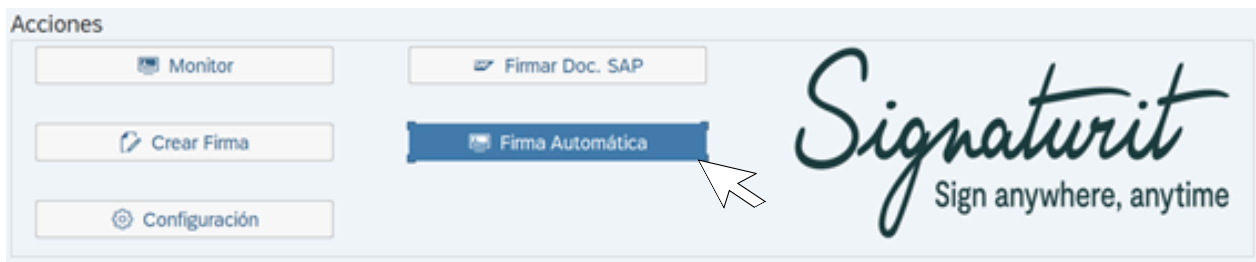 Acciones
Monitor
Firmar Doc. SAP
Crear Firma
Firma Automática
Configuración
Signaturit
Sign anywhere, anytime